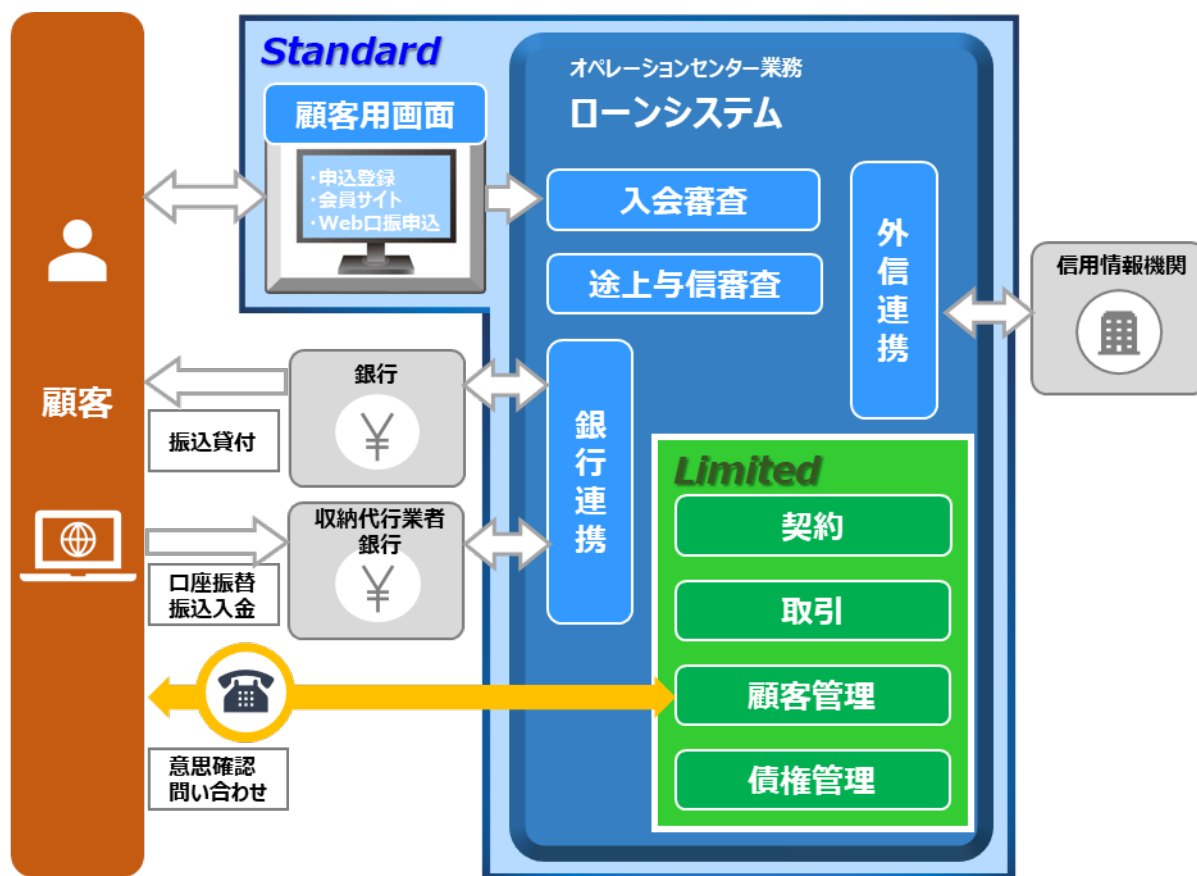 Standard
顧客用画面
・申込登録
・会員サイト
・Web口振申込
オペレーションセンター業務
ローンシステム
入会審査
途上与信審査
外信連携
信用情報機関
顧客
銀行
¥
振込貸付
銀行連携
収納代行業者
銀行
¥
口座振替
振込入金
意思確認
問い合わせ
Limited
契約
取引
顧客管理
債権管理